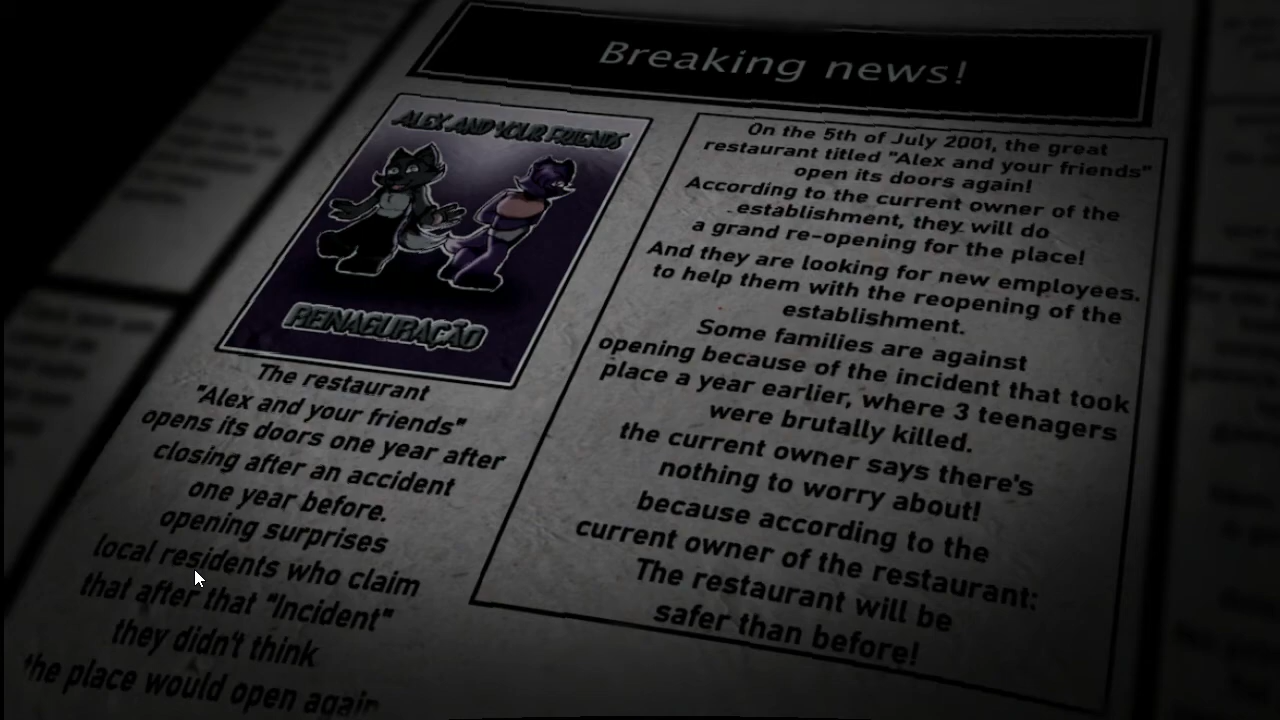 Breaking news!
ALEX AND YOUR FRIENDS
REINAGURAÇÃO
The restaurant
"Alex and your friends"
opens its doors one year after
closing after an accident
one year before.
opening surprises
local residents who claim
that after that "Incident"
they didn't think
the place would open again
On the 5th of July 2001, the great
restaurant titled "Alex and your friends"
open its doors again!
According to the current owner of the
establishment, they will do
a grand re-opening for the place!
And they are looking for new employees.
to help them with the reopening of the
establishment.
Some families are against
opening because of the incident that took
place a year earlier, where 3 teenagers
were brutally killed.
the current owner says there's
nothing to worry about!
because according to the
current owner of the restaurant:
The restaurant will be
safer than before!